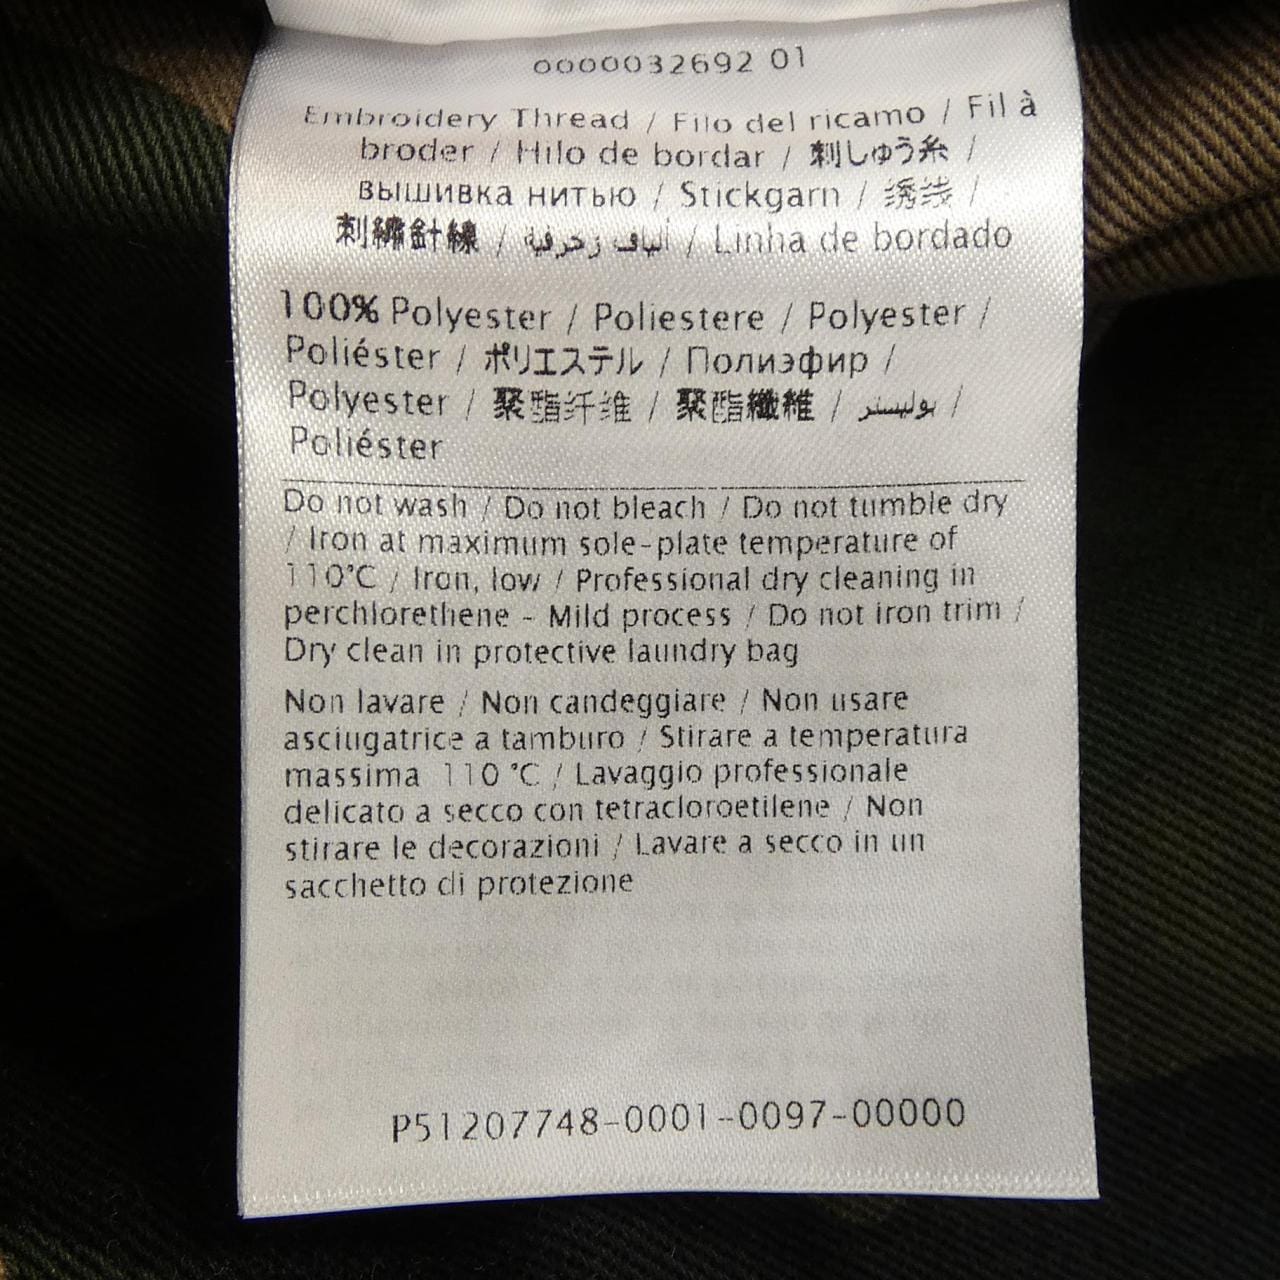 0000032692 01
Embroidery Thread / Filo del ricamo / Fil à
broder / Hilo de bordar / 刺しゅう糸 /
вышивка нитью / Stickgarn / 绣线 /
刺繡針線 / ألياف زخرفية / Linha de bordado
100% Polyester / Poliestere / Polyester /
Poliéster / ポリエステル / Полиэфир /
Polyester / 聚酯纤维 / 聚酯纖維 / بوليستر /
Poliéster
Do not wash / Do not bleach / Do not tumble dry
/ Iron at maximum sole-plate temperature of
110°C / Iron, low / Professional dry cleaning in
perchlorethene - Mild process / Do not iron trim /
Dry clean in protective laundry bag
Non lavare / Non candeggiare / Non usare
asciugatrice a tamburo / Stirare a temperatura
massima 110 °C / Lavaggio professionale
delicato a secco con tetracloroetilene / Non
stirare le decorazioni / Lavare a secco in un
sacchetto di protezione
P51207748-0001-0097-00000